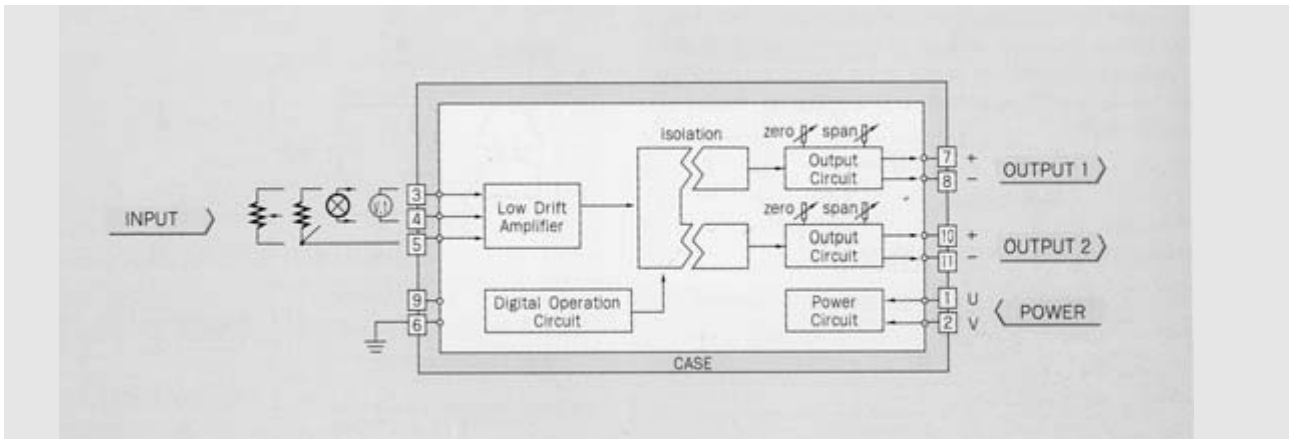 INPUT
3
4
5
9
6
Low Drift
Amplifier
Digital Operation
Circuit
isolation
zero span
Output
Circuit
zero span
Output
Circuit
Power
Circuit
7 +
8 −
OUTPUT 1
10 +
11 −
OUTPUT 2
1 U
2 V
POWER
CASE